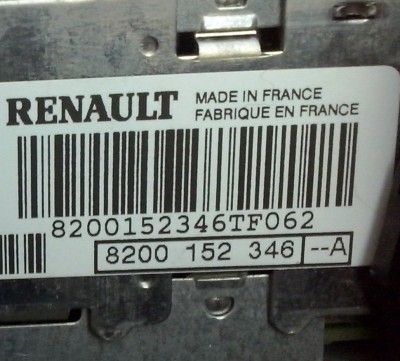 RENAULT
MADE IN FRANCE
FABRIQUE EN FRANCE
8200152346TF062
8200 152 346 --A